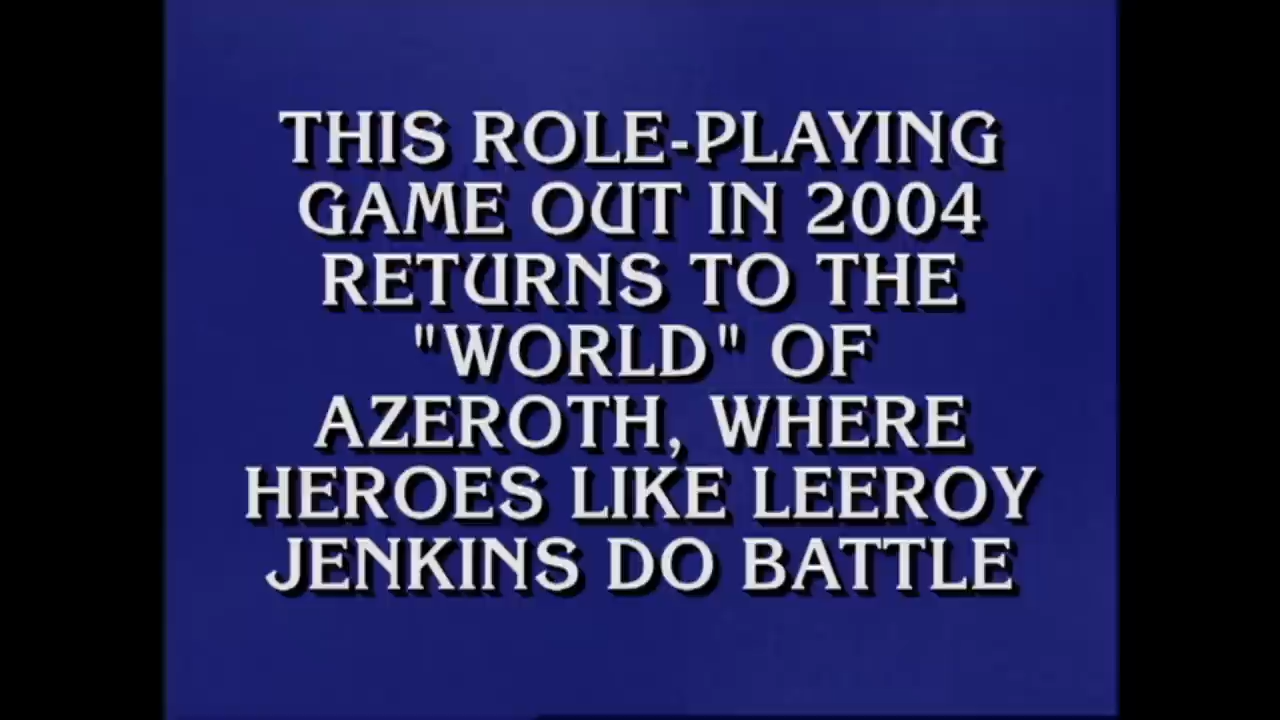 THIS ROLE-PLAYING
GAME OUT IN 2004
RETURNS TO THE
"WORLD" OF
AZEROTH, WHERE
HEROES LIKE LEEROY
JENKINS DO BATTLE